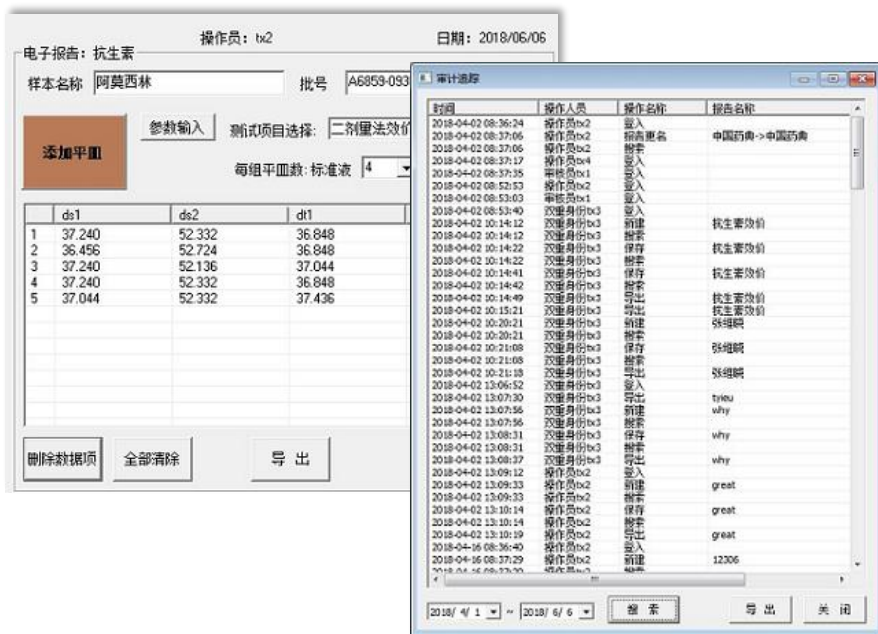 操作员：tx2 日期：2018/06/06
电子报告：抗生素
样本名称 阿莫西林 批号 A6859-093
添加平皿 参数输入 测试项目选择： 二剂量法效价
每组平皿数：标准液 4
ds1 ds2 dt1
1 37.240 52.332 36.848
2 36.456 52.724 36.848
3 37.240 52.136 37.044
4 37.240 52.332 36.848
5 37.044 52.332 37.436
删除数据项 全部清除 导 出
审计追踪
时间 操作人员 操作名称 报告名称
2018-04-02 08:36:24 操作员tx2 登入
2018-04-02 08:37:06 操作员tx2 报告更名 中国药典->中国药典
2018-04-02 08:37:06 操作员tx2 搜索
2018-04-02 08:37:17 操作员tx4 登入
2018-04-02 08:37:35 审核员tx1 登入
2018-04-02 08:52:53 操作员tx2 登入
2018-04-02 08:53:03 审核员tx1 登入
2018-04-02 08:53:40 双重身份tx3 登入
2018-04-02 10:14:12 双重身份tx3 新建 抗生素效价
2018-04-02 10:14:12 双重身份tx3 搜索
2018-04-02 10:14:22 双重身份tx3 保存 抗生素效价
2018-04-02 10:14:22 双重身份tx3 搜索
2018-04-02 10:14:41 双重身份tx3 保存 抗生素效价
2018-04-02 10:14:42 双重身份tx3 搜索
2018-04-02 10:14:49 双重身份tx3 导出 抗生素效价
2018-04-02 10:15:21 双重身份tx3 导出 抗生素效价
2018-04-02 10:20:21 双重身份tx3 新建
2018-04-02 10:20:21 双重身份tx3 搜索
2018-04-02 10:21:08 双重身份tx3 保存
2018-04-02 10:21:08 双重身份tx3 搜索
2018-04-02 10:21:18 双重身份tx3 导出
2018-04-02 13:06:52 双重身份tx3 登入
2018-04-02 13:07:30 双重身份tx3 导出 tyieu
2018-04-02 13:07:56 双重身份tx3 新建 why
2018-04-02 13:07:56 双重身份tx3 搜索
2018-04-02 13:08:31 双重身份tx3 保存 why
2018-04-02 13:08:31 双重身份tx3 搜索
2018-04-02 13:08:37 双重身份tx3 导出 why
2018-04-02 13:09:12 操作员tx2 登入
2018-04-02 13:09:33 操作员tx2 新建 great
2018-04-02 13:09:33 操作员tx2 搜索
2018-04-02 13:10:14 操作员tx2 保存 great
2018-04-02 13:10:14 操作员tx2 搜索
2018-04-02 13:10:19 操作员tx2 导出 great
2018-04-16 08:36:40 操作员tx2 登入
2018-04-16 08:37:29 操作员tx2 新建 12306
2018/ 4/ 1 ~ 2018/ 6/ 6 搜 索 导 出 关 闭